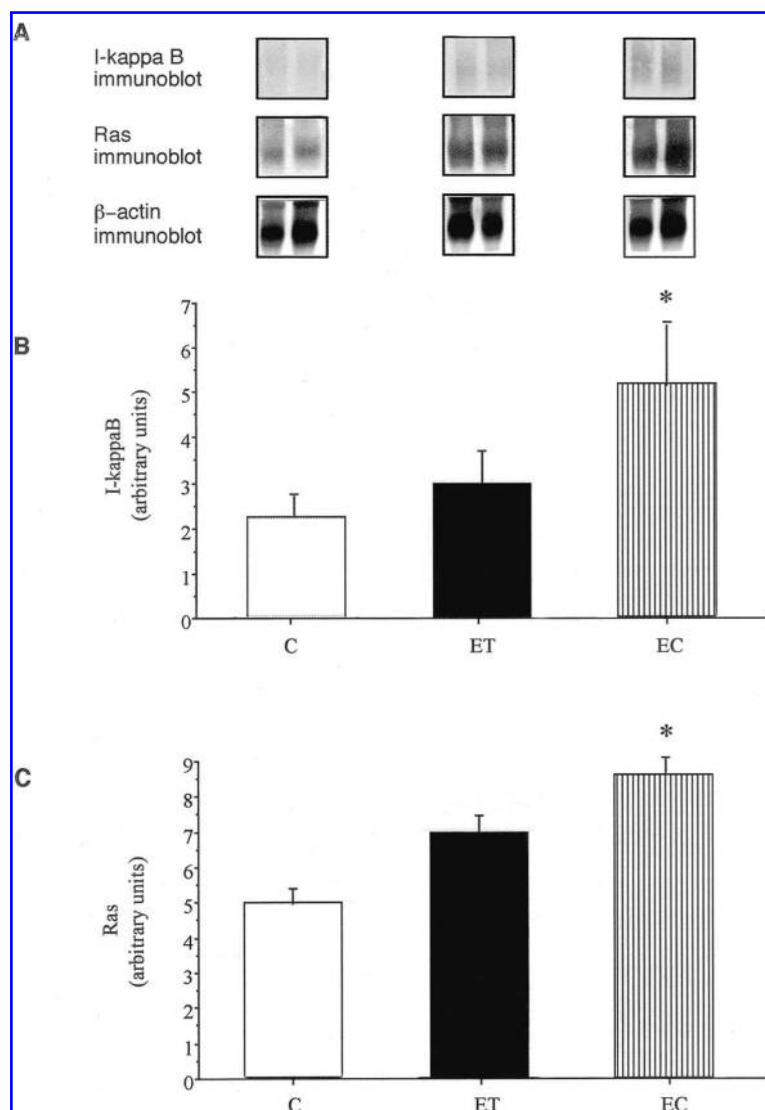 A
I-kappa B
immunoblot
Ras
immunoblot
β-actin
immunoblot
B
I-kappaB
(arbitrary units)
7
6
5
4
3
2
1
0
*
C
ET
EC
C
Ras
(arbitrary units)
9
8
7
6
5
4
3
2
1
0
*
C
ET
EC